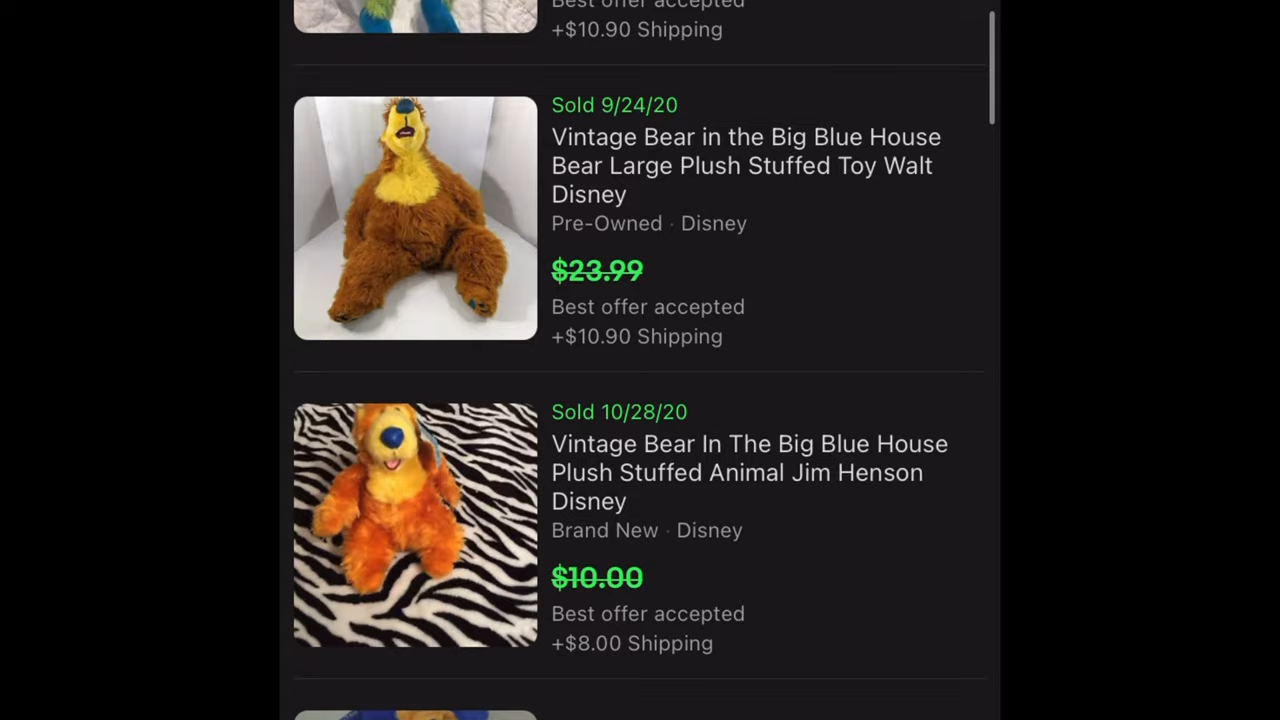 Best offer accepted
+$10.90 Shipping
Sold 9/24/20
Vintage Bear in the Big Blue House
Bear Large Plush Stuffed Toy Walt
Disney
Pre-Owned · Disney
$23.99
Best offer accepted
+$10.90 Shipping
Sold 10/28/20
Vintage Bear In The Big Blue House
Plush Stuffed Animal Jim Henson
Disney
Brand New · Disney
$10.00
Best offer accepted
+$8.00 Shipping